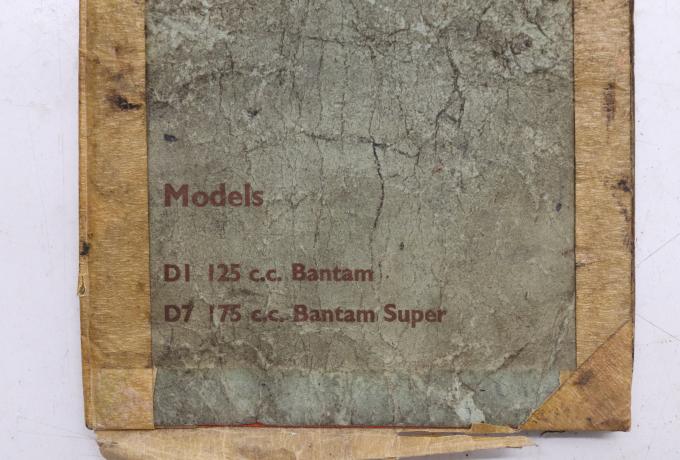 Models
D1 125 c.c. Bantam
D7 175 c.c. Bantam Super